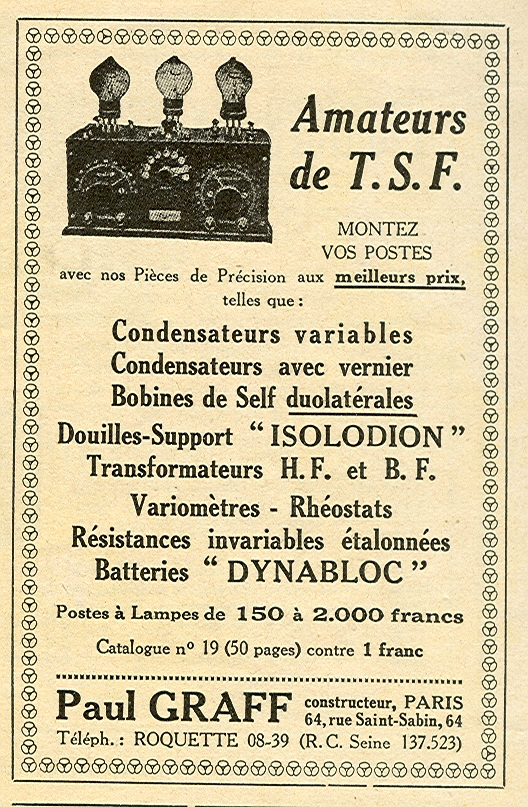 Amateurs
de T.S.F.
MONTEZ
VOS POSTES
avec nos Pièces de Précision aux meilleurs prix,
telles que :
Condensateurs variables
Condensateurs avec vernier
Bobines de Self duolatérales
Douilles-Support “ ISOLODION ”
Transformateurs H. F. et B. F.
Variomètres - Rhéostats
Résistances invariables étalonnées
Batteries “ DYNABLOC ”
Postes à Lampes de 150 à 2.000 francs
Catalogue nº 19 (50 pages) contre 1 franc
Paul GRAFF constructeur, PARIS
64, rue Saint-Sabin, 64
Téléph. : ROQUETTE 08-39 (R. C. Seine 137.523)